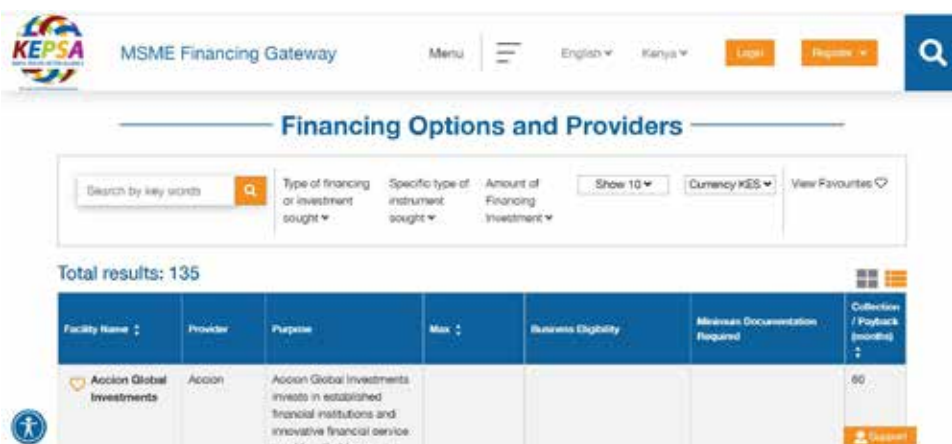 KEPSA
MSME Financing Gateway
Menu
English
Kenya
Login
Register
Financing Options and Providers
Search by key words
Type of financing
or investment
sought
Specific type of
instrument
sought
Amount of
Financing
Investment
Show 10
Currency KES
View Favourites
Total results: 135
Facility Name
Provider
Purpose
Max
Business Eligibility
Minimum Documentation
Required
Collection
/ Payback
(months)
Accion Global
Investments
Accion
Accion Global Investments
invests in established
financial institutions and
innovative financial service
60
Support